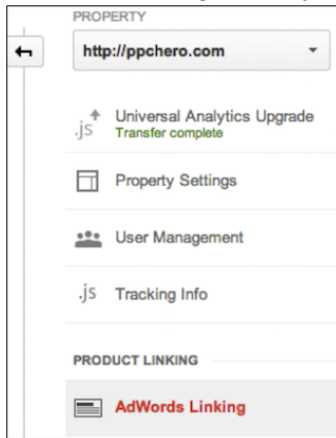 PROPERTY
http://ppchero.com
.js
Universal Analytics Upgrade
Transfer complete
Property Settings
User Management
.js Tracking Info
PRODUCT LINKING
AdWords Linking